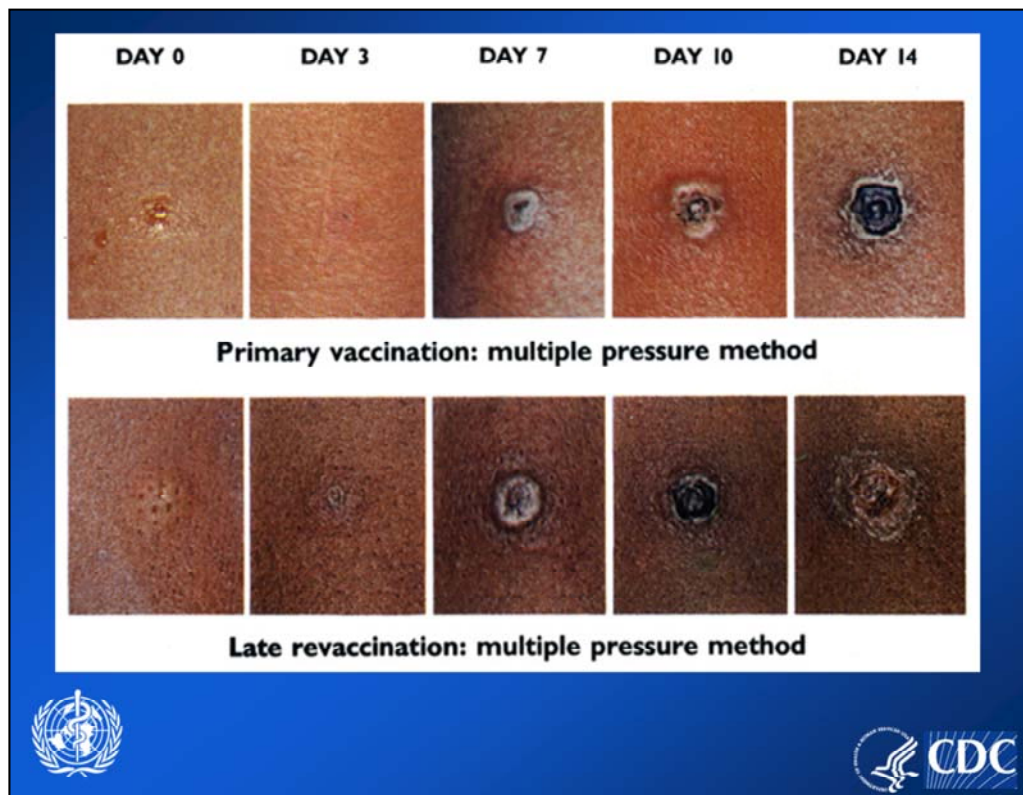 DAY 0 DAY 3 DAY 7 DAY 10 DAY 14
Primary vaccination: multiple pressure method
Late revaccination: multiple pressure method
CDC